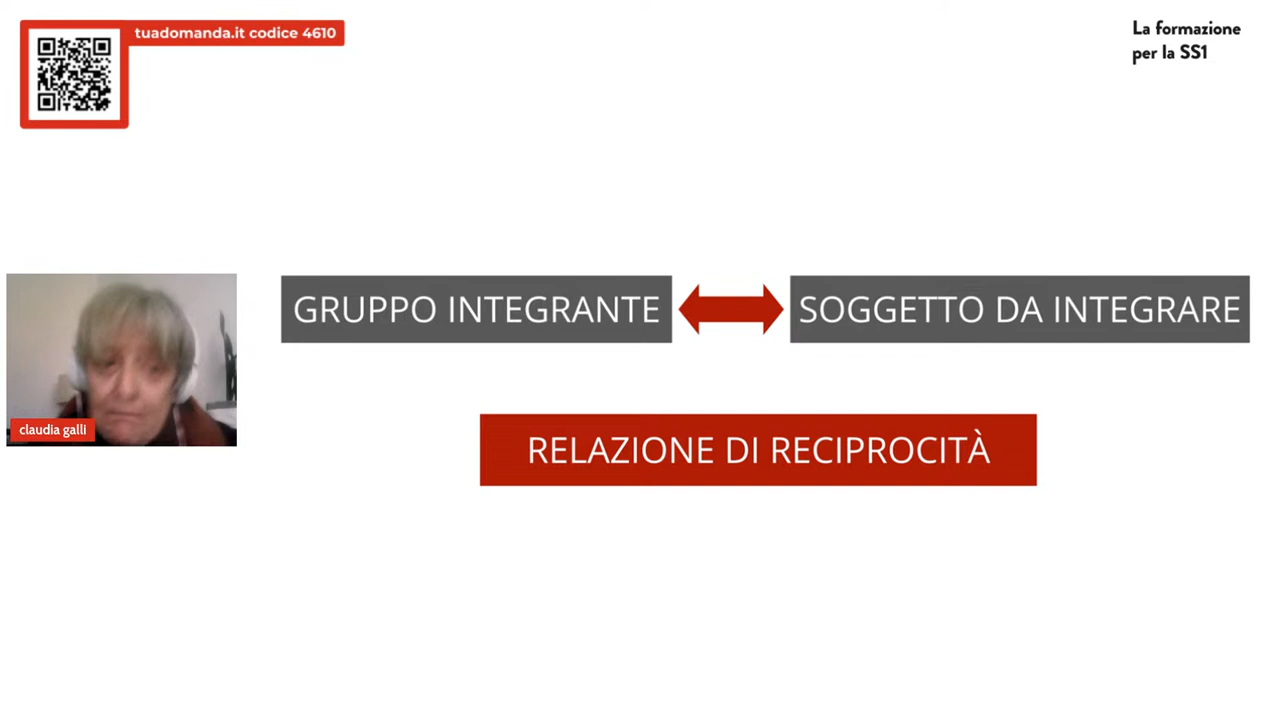 tuadomanda.it codice 4610
La formazione
per la SS1
GRUPPO INTEGRANTE
SOGGETTO DA INTEGRARE
claudia galli
RELAZIONE DI RECIPROCITÀ